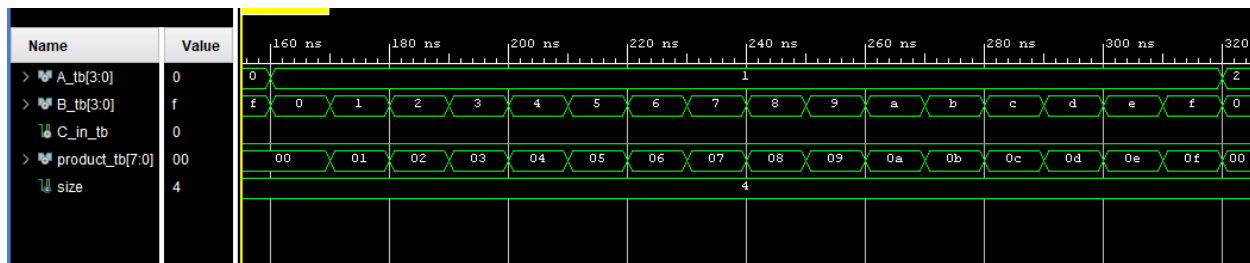 Name Value 160 ns 180 ns 200 ns 220 ns 240 ns 260 ns 280 ns 300 ns 320
> A_tb[3:0] 0 0 1 2
> B_tb[3:0] f f 0 1 2 3 4 5 6 7 8 9 a b c d e f 0
C_in_tb 0
> product_tb[7:0] 00 00 01 02 03 04 05 06 07 08 09 0a 0b 0c 0d 0e 0f 00
size 4 4